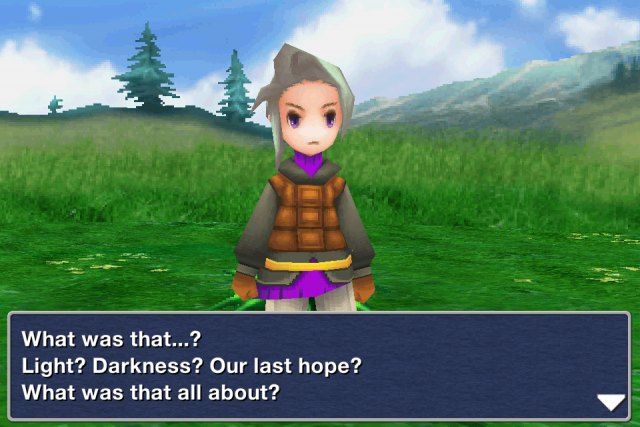 What was that...?
Light? Darkness? Our last hope?
What was that all about?